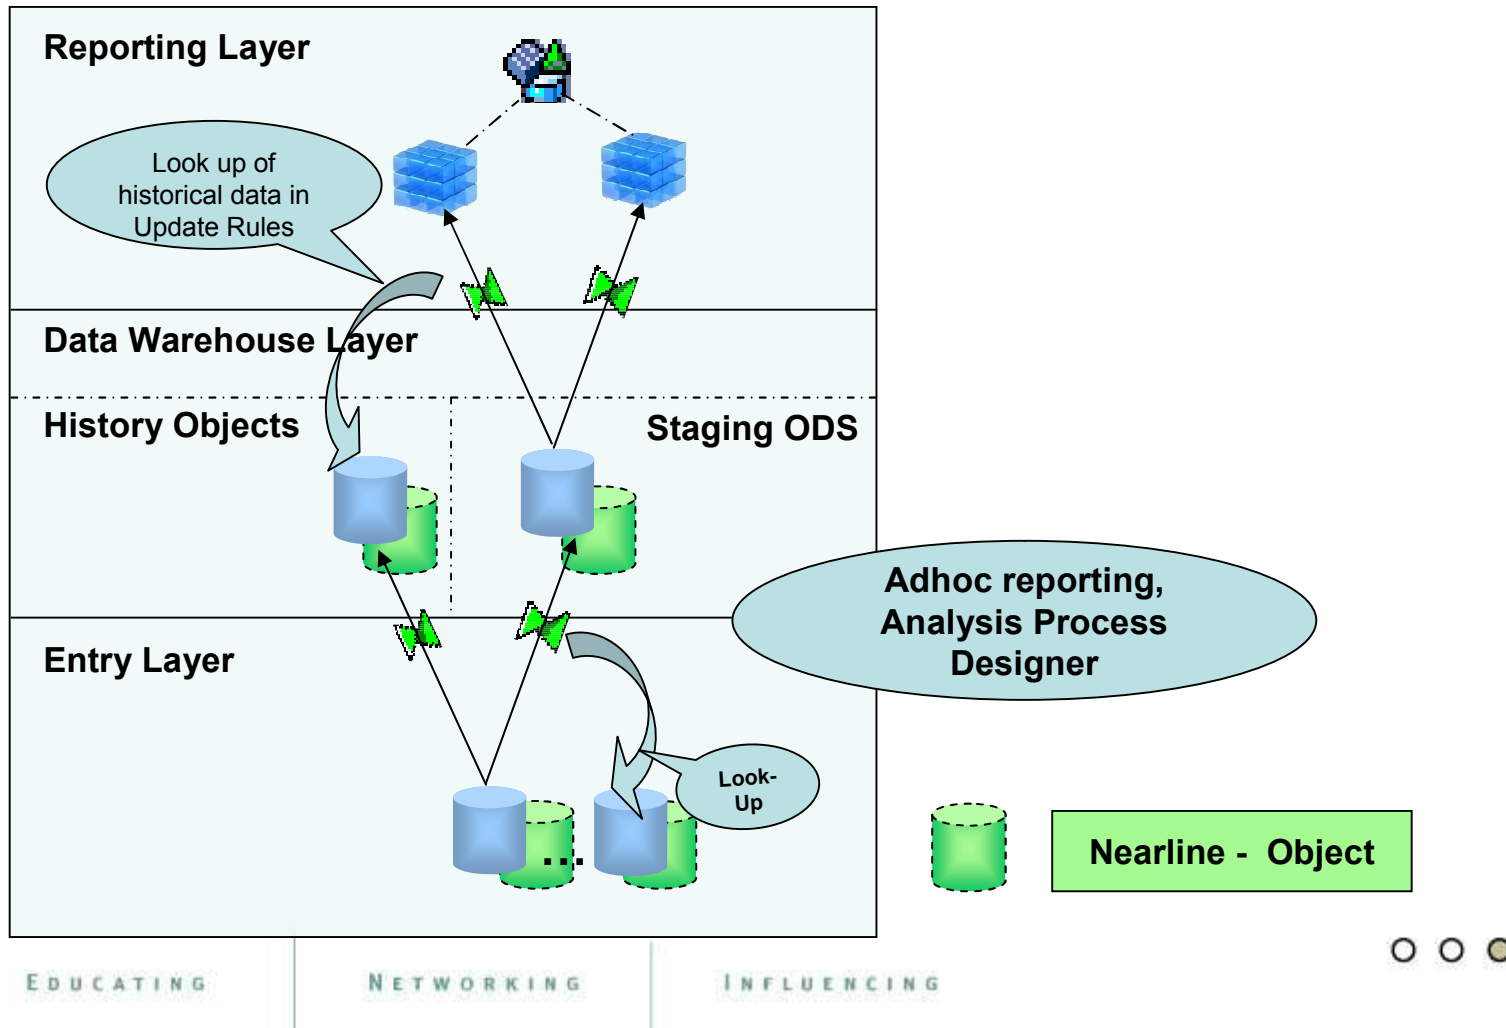 Reporting Layer
Look up of
historical data in
Update Rules
Data Warehouse Layer
History Objects
Staging ODS
Adhoc reporting,
Analysis Process
Designer
Entry Layer
Look-
Up
...
Nearline - Object
EDUCATING
NETWORKING
INFLUENCING